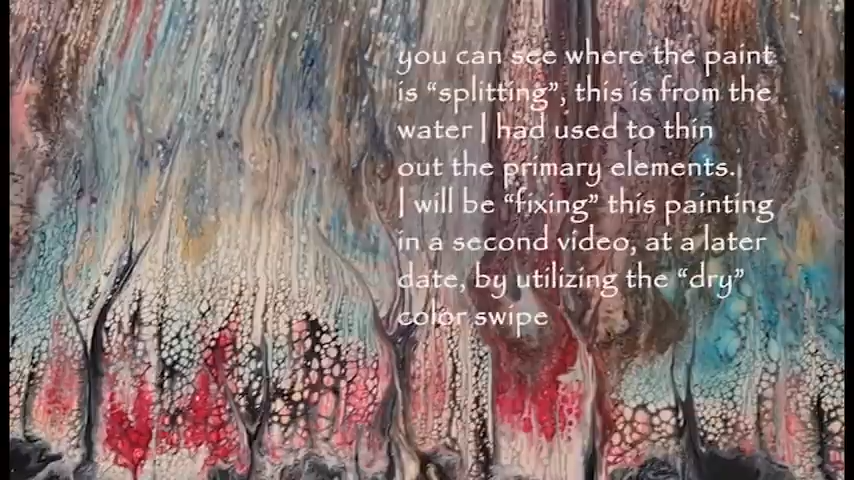 you can see where the paint
is “splitting”, this is from the
water I had used to thin
out the primary elements.
I will be “fixing” this painting
in a second video, at a later
date, by utilizing the “dry”
color swipe